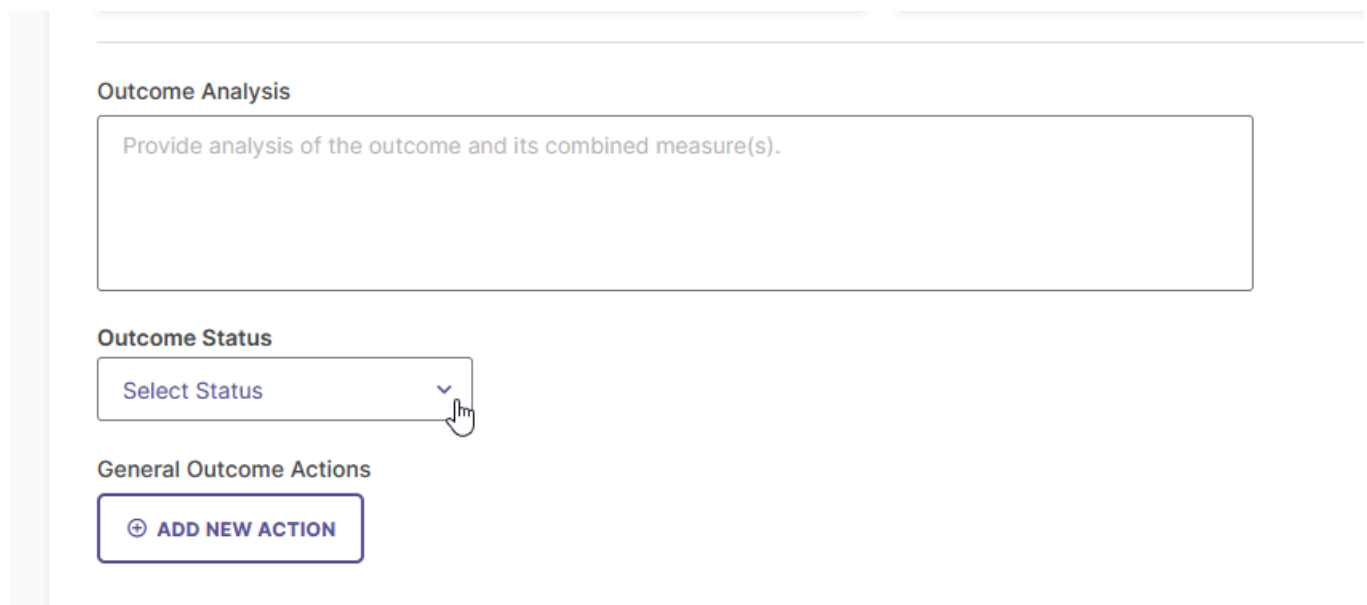 Outcome Analysis
Provide analysis of the outcome and its combined measure(s).
Outcome Status
Select Status
General Outcome Actions
ADD NEW ACTION